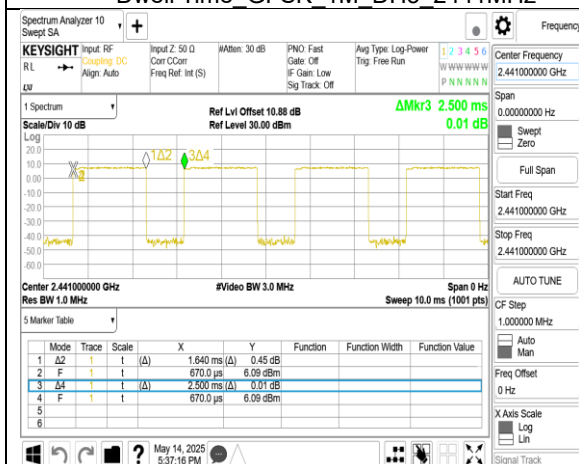 Dwell Time_GFSK_1M_DH3_2441MHz
Spectrum Analyzer 10
Swept SA
Frequency
KEYSIGHT
RL
Input: RF
Coupling: DC
Align: Auto
Input Z: 50 Ω
Corr CCorr
Freq Ref: Int (S)
#Atten: 30 dB
PNO: Fast
Gate: Off
IF Gain: Low
Sig Track: Off
Avg Type: Log-Power
Trig: Free Run
1 2 3 4 5 6
W W W W W W
P N N N N N
LXI
1 Spectrum
Scale/Div 10 dB
Ref Lvl Offset 10.88 dB
Ref Level 30.00 dBm
ΔMkr3 2.500 ms
0.01 dB
Log
20.0
10.0
0.00
-10.0
-20.0
-30.0
-40.0
-50.0
-60.0
1Δ2
3Δ4
Center 2.441000000 GHz
Res BW 1.0 MHz
#Video BW 3.0 MHz
Span 0 Hz
Sweep 10.0 ms (1001 pts)
5 Marker Table
Mode Trace Scale X Y Function Function Width Function Value
1 Δ2 1 t (Δ) 1.640 ms (Δ) 0.45 dB
2 F 1 t 670.0 µs 6.09 dBm
3 Δ4 1 t (Δ) 2.500 ms (Δ) 0.01 dB
4 F 1 t 670.0 µs 6.09 dBm
5
6
May 14, 2025
5:37:16 PM
Center Frequency
2.441000000 GHz
Span
0.00000000 Hz
Swept
Zero
Full Span
Start Freq
2.441000000 GHz
Stop Freq
2.441000000 GHz
AUTO TUNE
CF Step
1.000000 MHz
Auto
Man
Freq Offset
0 Hz
X Axis Scale
Log
Lin
Signal Track